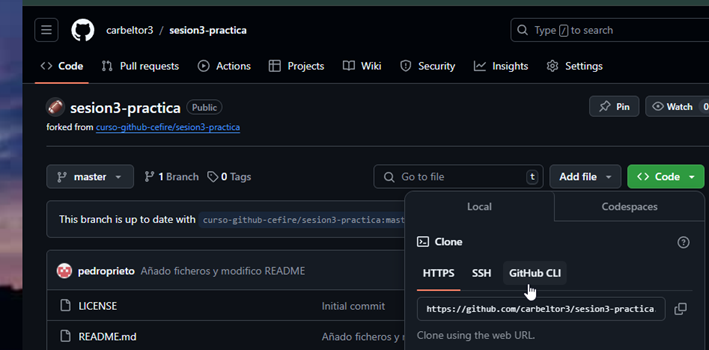 carbeltor3 / sesion3-practica
Type / to search
Code Pull requests Actions Projects Wiki Security Insights Settings
sesion3-practica Public
Pin Watch 0
forked from curso-github-cefire/sesion3-practica
master 1 Branch 0 Tags Go to file t Add file Code
Local Codespaces
This branch is up to date with curso-github-cefire/sesion3-practica:mast
Clone
HTTPS SSH GitHub CLI
pedroprieto Añado ficheros y modifico README
https://github.com/carbeltor3/sesion3-practica.
LICENSE Initial commit
Clone using the web URL.
README.md Añado ficheros y